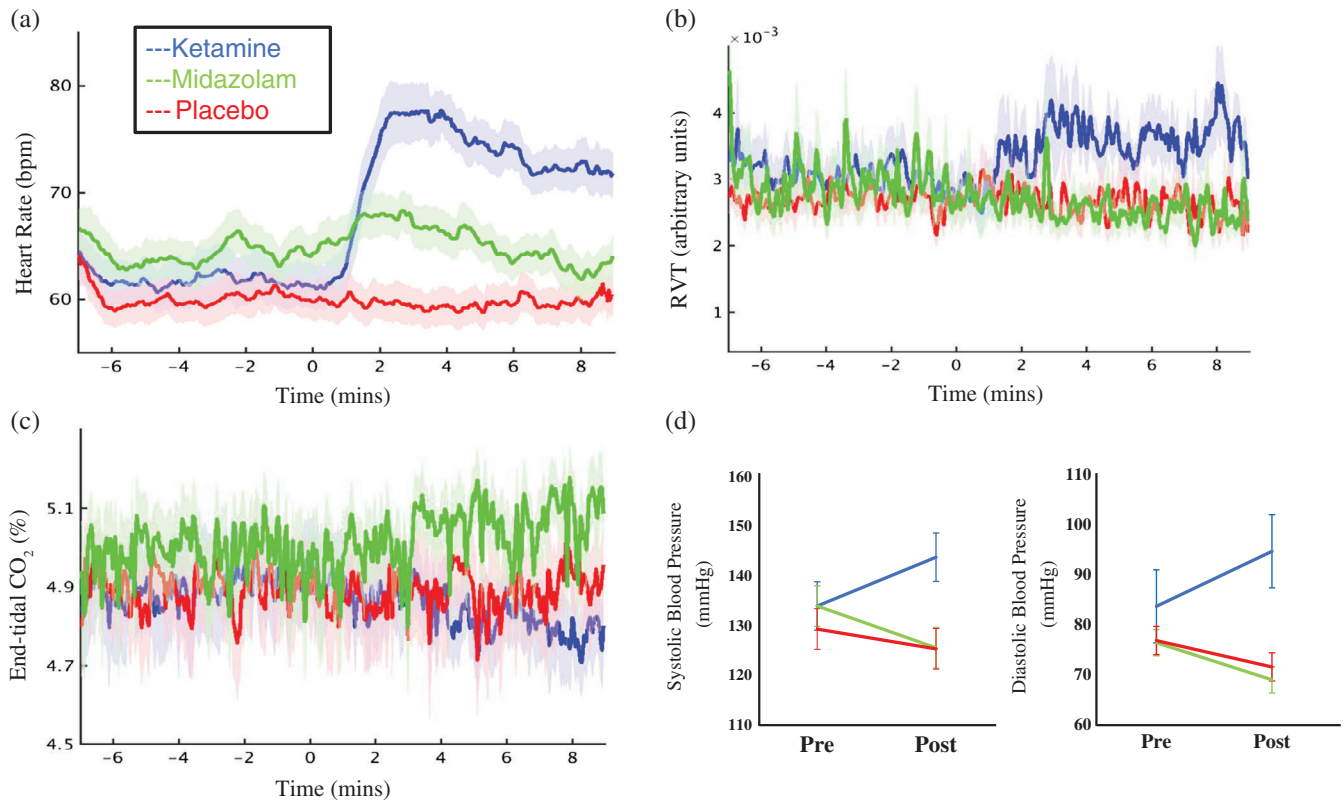 (a)
---Ketamine
---Midazolam
--- Placebo
Heart Rate (bpm)
80
70
60
-6 -4 -2 0 2 4 6 8
Time (mins)
(b)
× 10⁻³
RVT (arbitrary units)
4
3
2
1
-6 -4 -2 0 2 4 6 8
Time (mins)
(c)
End-tidal CO₂ (%)
5.1
4.9
4.7
4.5
-6 -4 -2 0 2 4 6 8
Time (mins)
(d)
Systolic Blood Pressure
(mmHg)
160
150
140
130
120
110
Pre Post
Diastolic Blood Pressure
(mmHg)
110
100
90
80
70
60
Pre Post